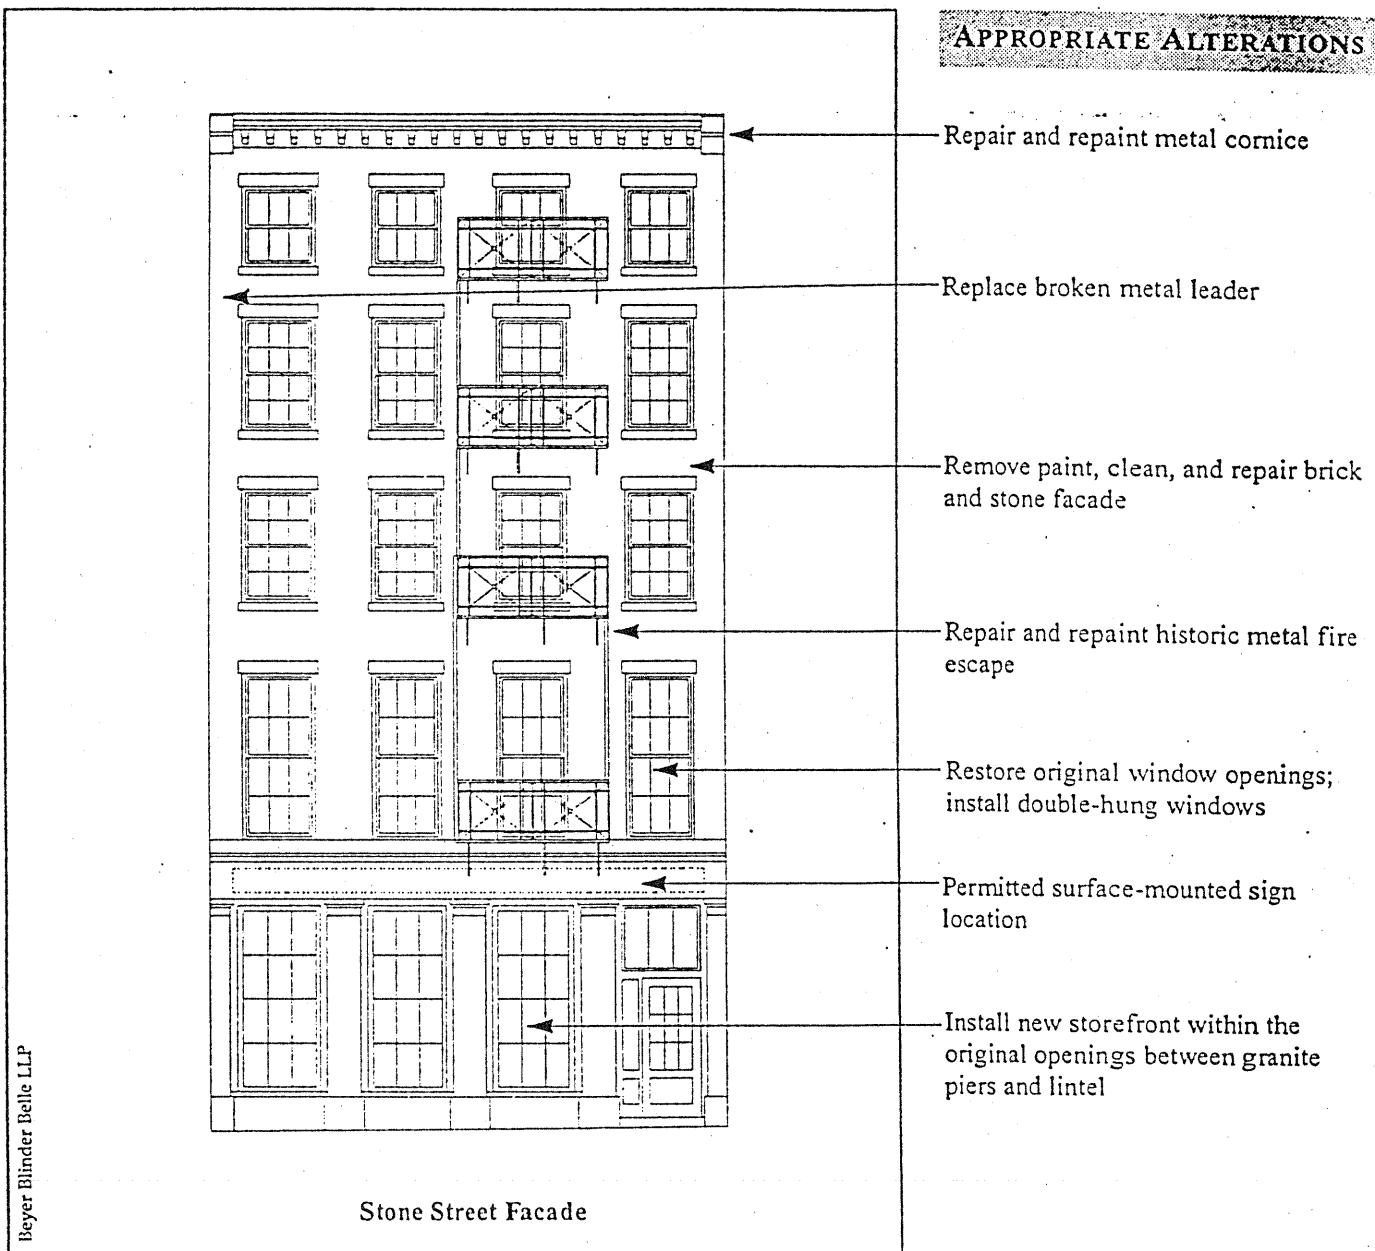 APPROPRIATE ALTERATIONS
Repair and repaint metal cornice
Replace broken metal leader
Remove paint, clean, and repair brick
and stone facade
Repair and repaint historic metal fire
escape
Restore original window openings;
install double-hung windows
Permitted surface-mounted sign
location
Install new storefront within the
original openings between granite
piers and lintel
Beyer Blinder Belle LLP
Stone Street Facade